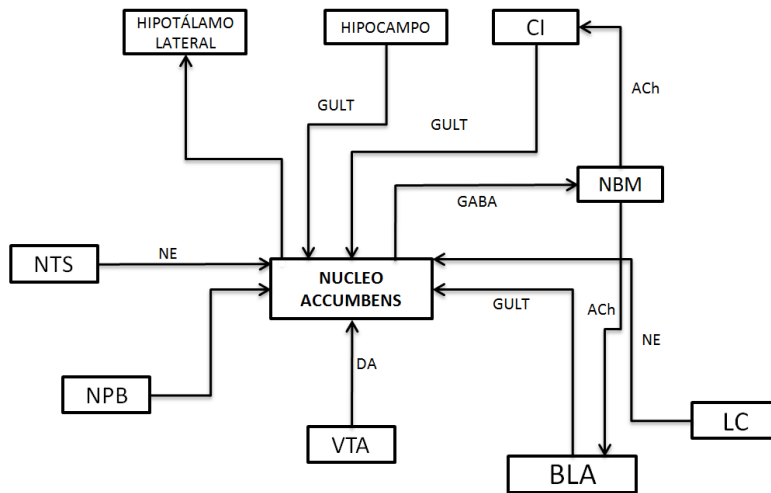 HIPOTÁLAMO
LATERAL
HIPOCAMPO
CI
ACh
GULT
GULT
NBM
GABA
NTS
NE
NUCLEO
ACCUMBENS
GULT
ACh
NE
NPB
DA
VTA
LC
BLA